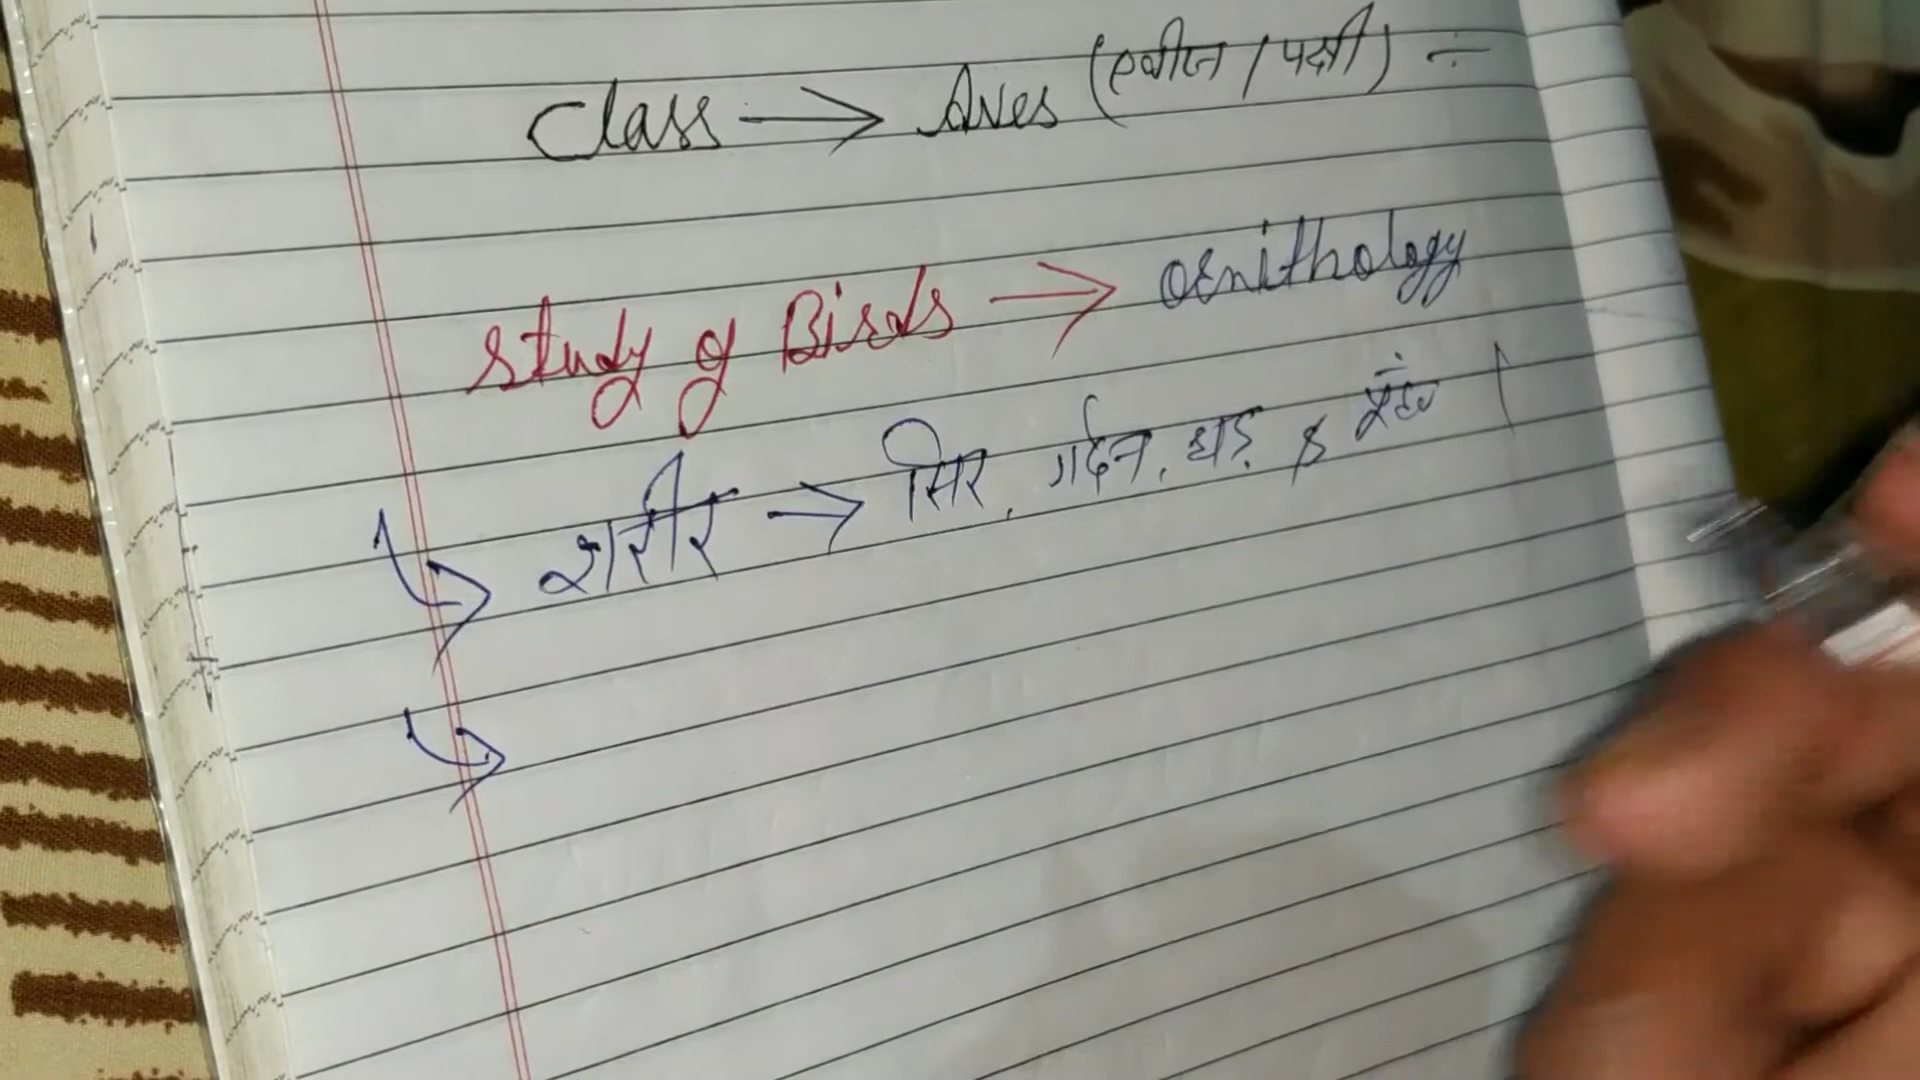 Class → Aves (एवीज / पक्षी) ÷
study of Birds → ornithology
↳ शरीर → सिर, गर्दन, धड़ & पूँछ ।
↳